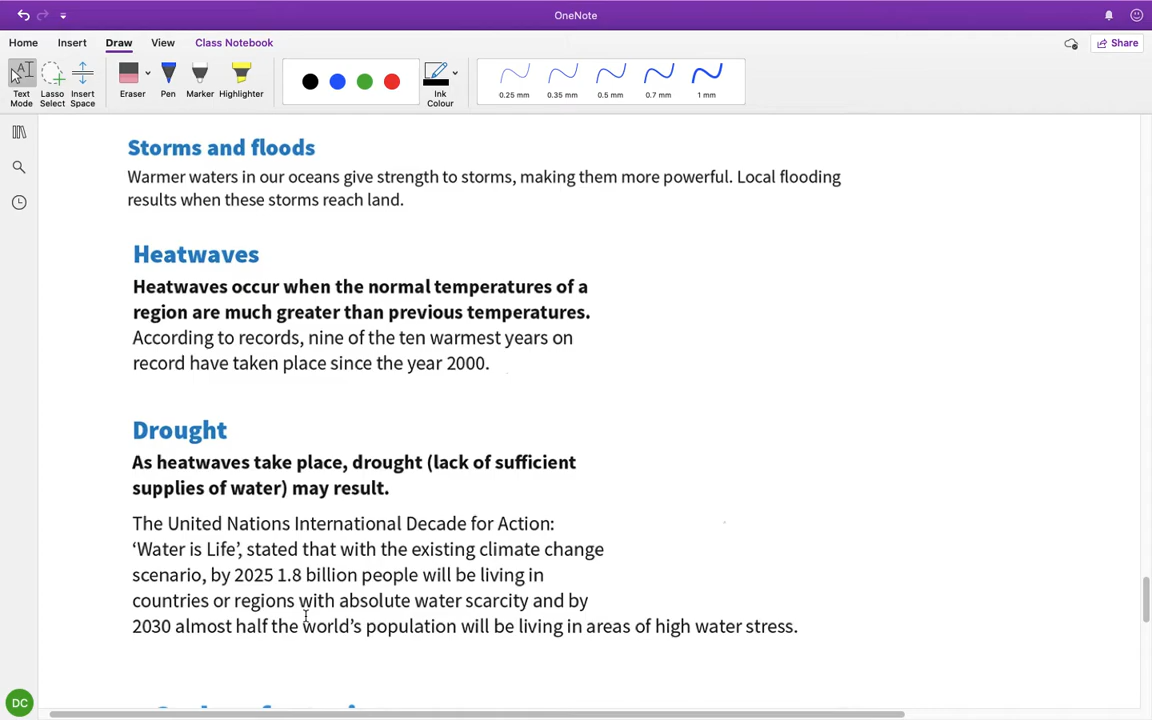 OneNote
Home Insert Draw View Class Notebook
Share
Text Mode
Lasso Select
Insert Space
Eraser
Pen
Marker
Highlighter
Ink Colour
0.25 mm
0.35 mm
0.5 mm
0.7 mm
1 mm
Storms and floods
Warmer waters in our oceans give strength to storms, making them more powerful. Local flooding
results when these storms reach land.
Heatwaves
Heatwaves occur when the normal temperatures of a
region are much greater than previous temperatures.
According to records, nine of the ten warmest years on
record have taken place since the year 2000.
Drought
As heatwaves take place, drought (lack of sufficient
supplies of water) may result.
The United Nations International Decade for Action:
‘Water is Life’, stated that with the existing climate change
scenario, by 2025 1.8 billion people will be living in
countries or regions with absolute water scarcity and by
2030 almost half the world’s population will be living in areas of high water stress.
DC